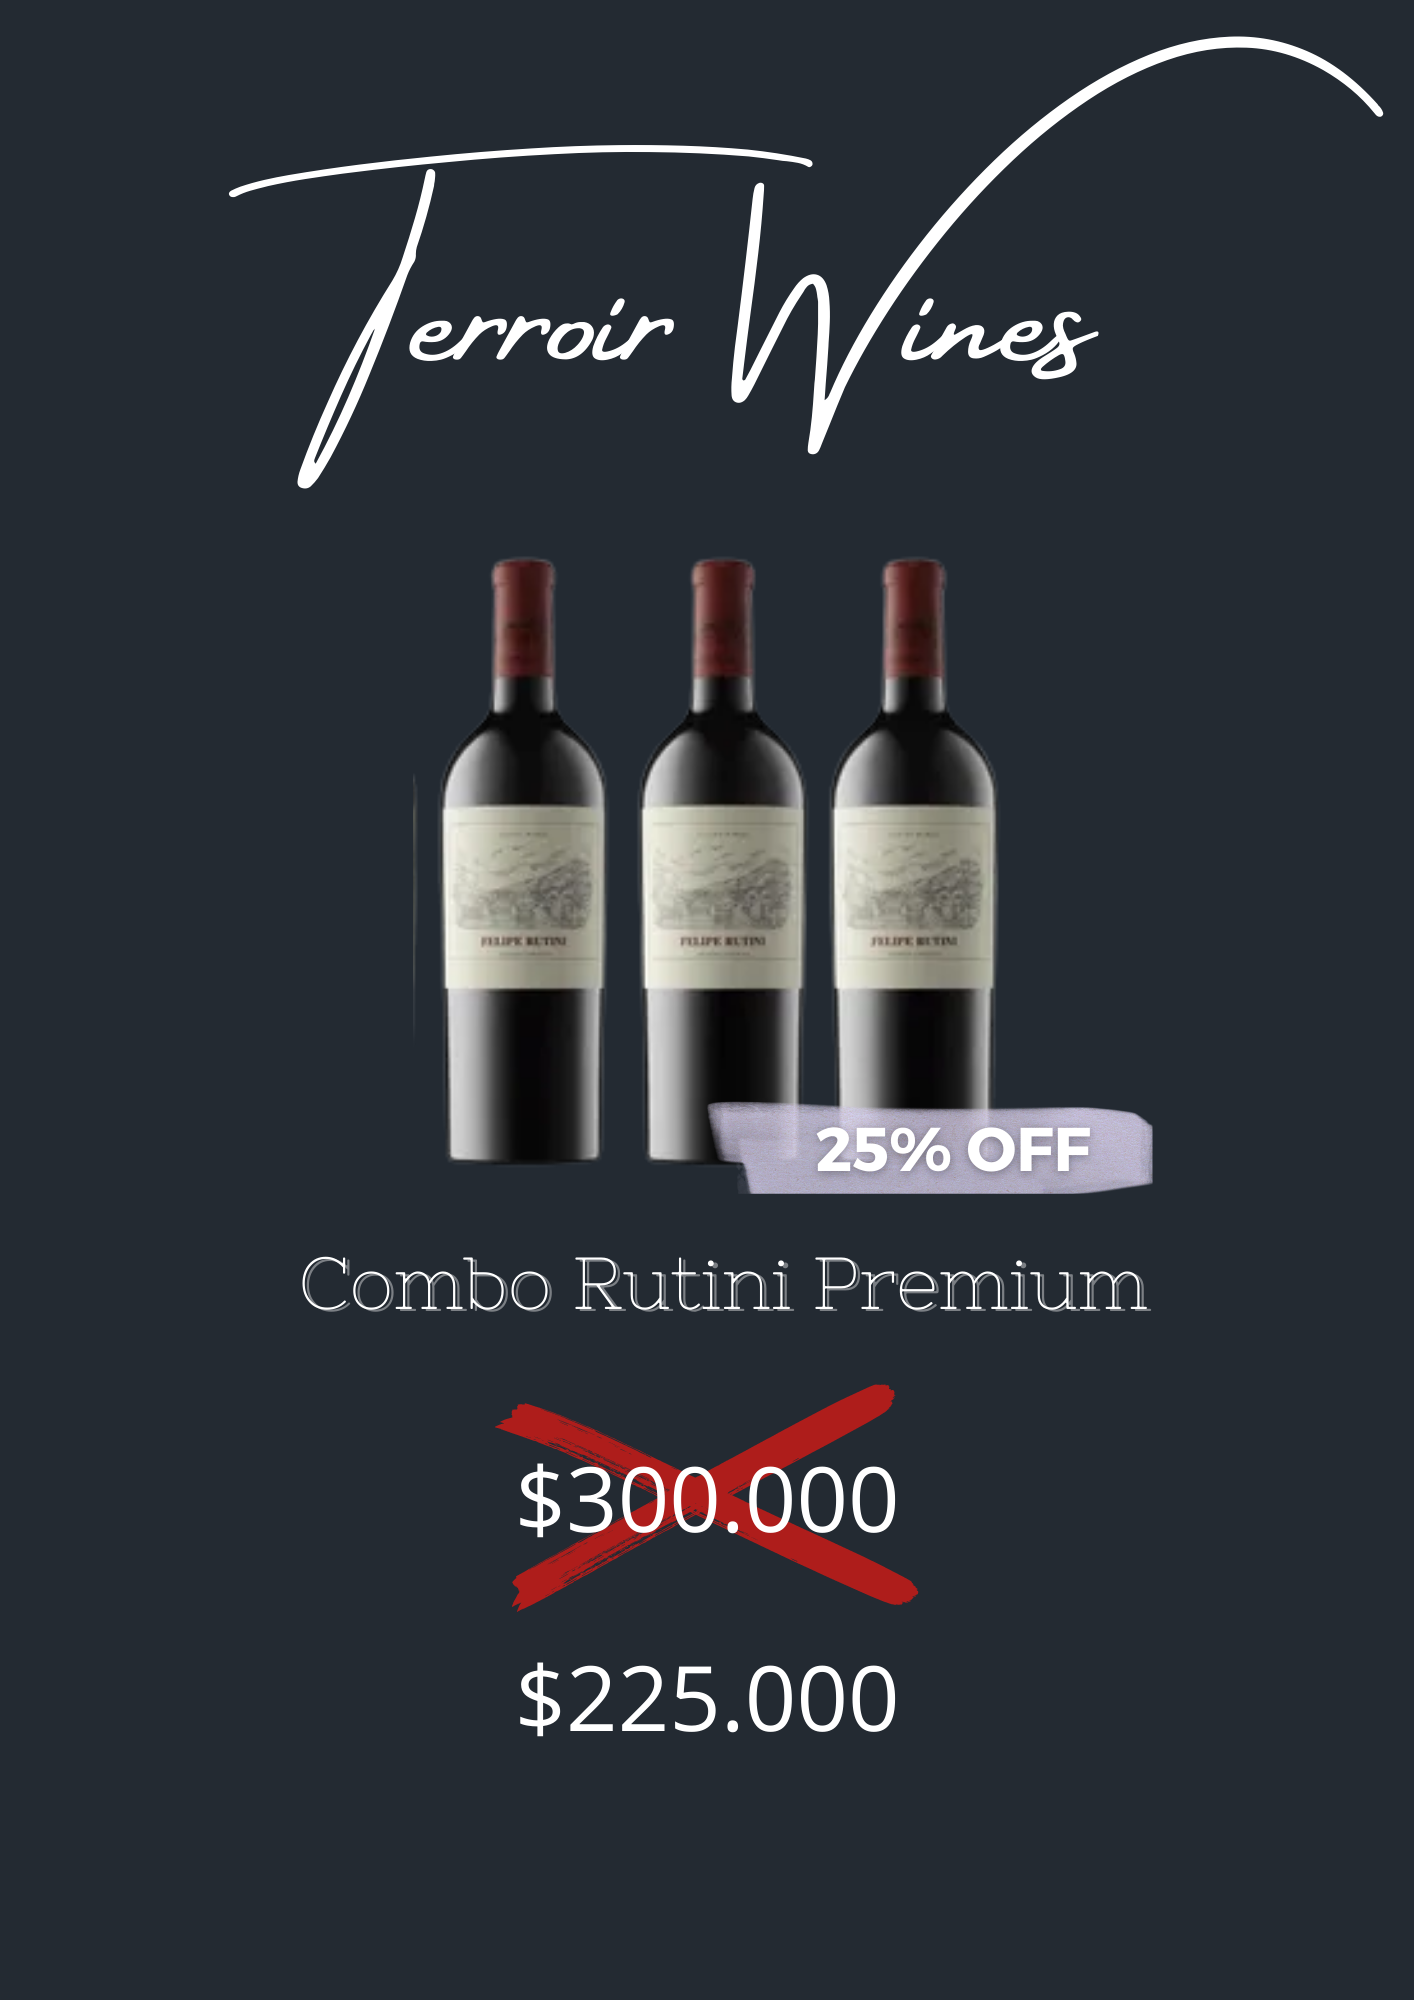 Terroir Wines
FELIPE RUTINI
FELIPE RUTINI
FELIPE RUTINI
25% OFF
Combo Rutini Premium
$300.000
$225.000